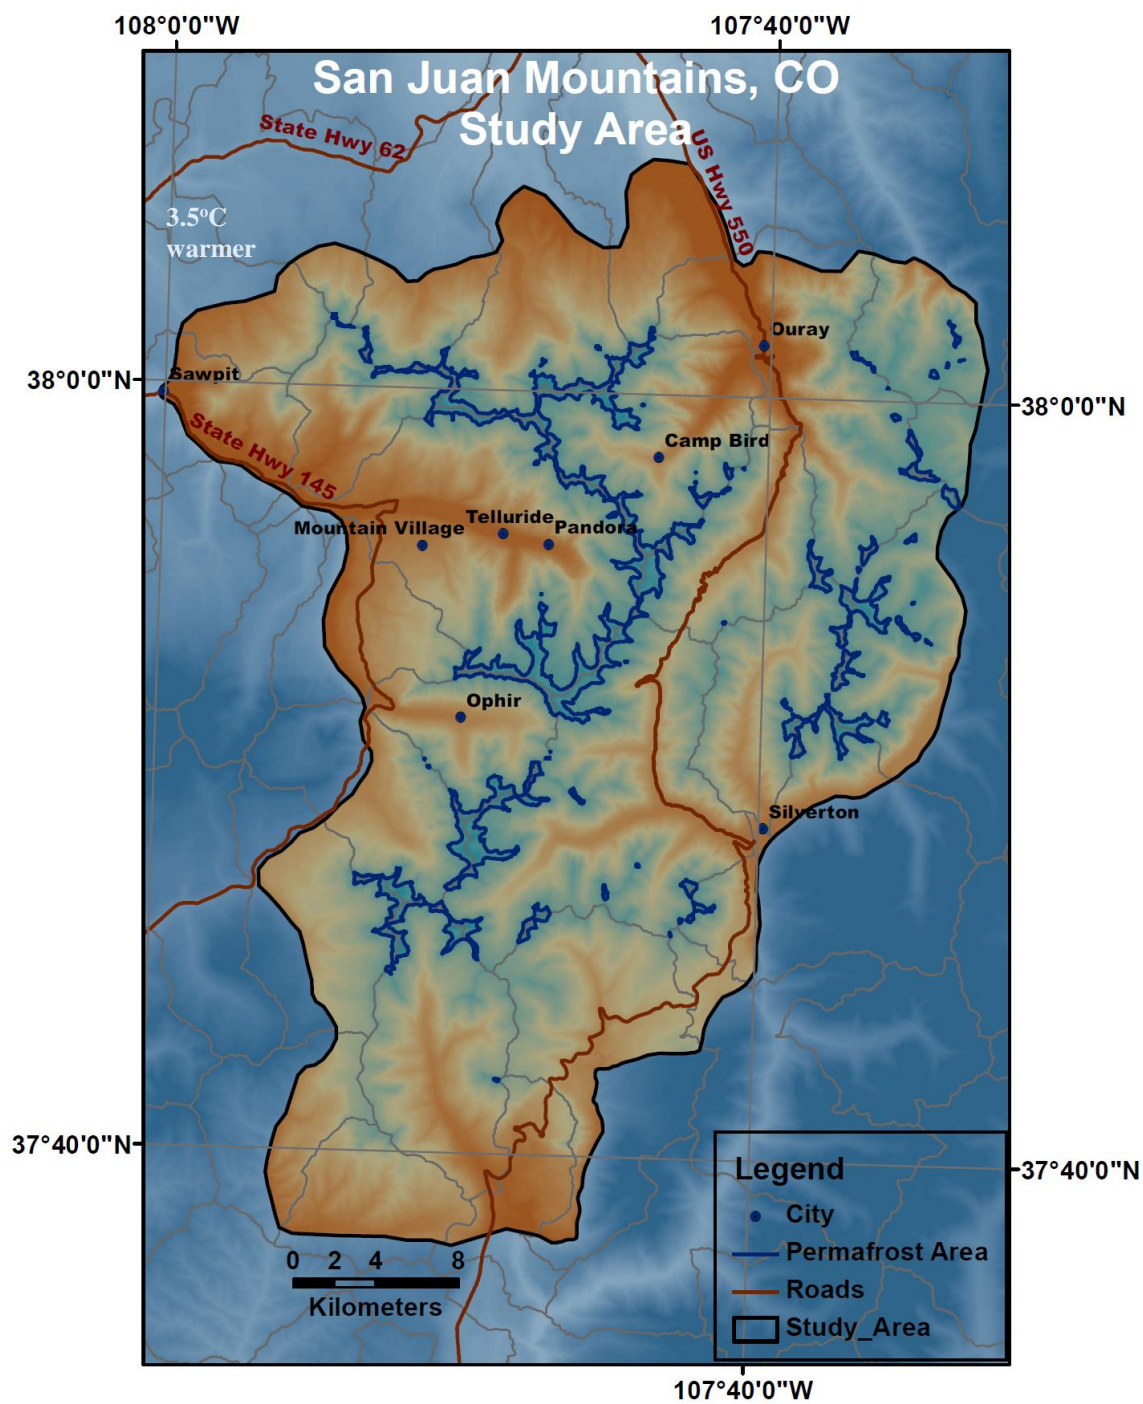 108°0'0"W
107°40'0"W
San Juan Mountains, CO
Study Area
State Hwy 62
US Hwy 550
3.5°C
warmer
Ouray
38°0'0"N
Sawpit
38°0'0"N
State Hwy 145
Camp Bird
Telluride
Mountain Village
Pandora
Ophir
Silverton
37°40'0"N
37°40'0"N
Legend
City
Permafrost Area
Roads
Study_Area
0 2 4 8
Kilometers
107°40'0"W